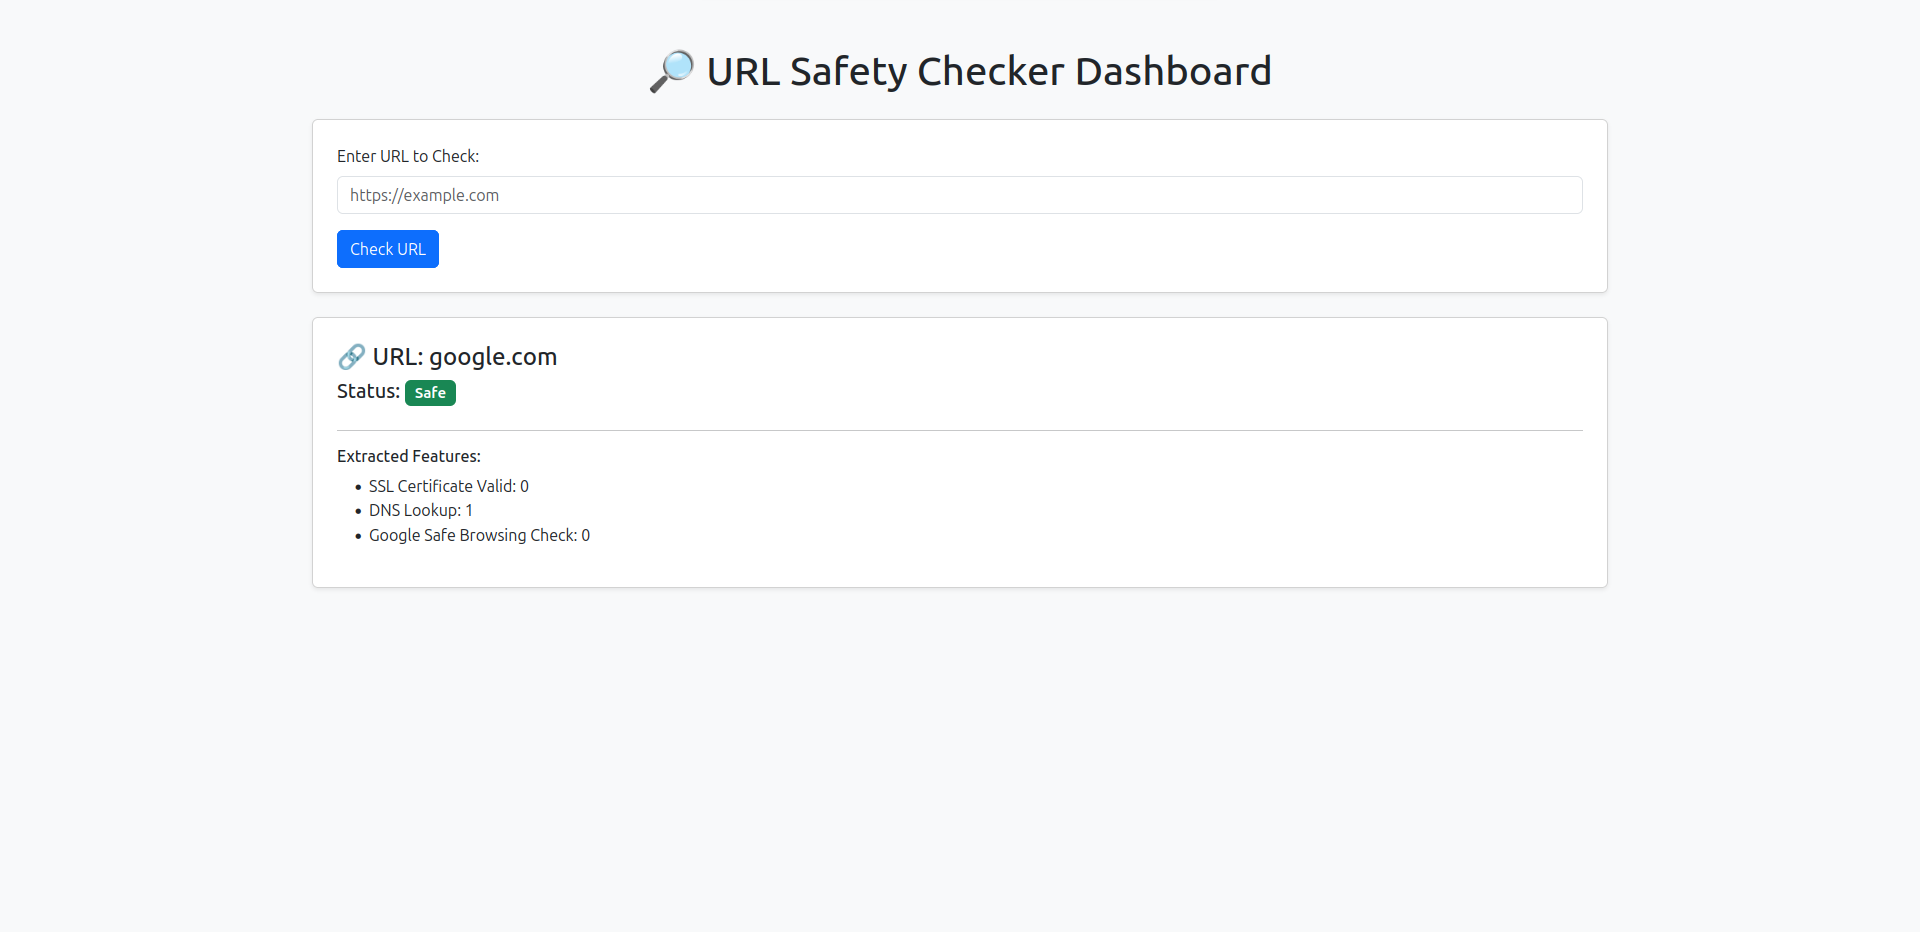 🔎 URL Safety Checker Dashboard
Enter URL to Check:
https://example.com
Check URL
🔗 URL: google.com
Status: Safe
Extracted Features:
• SSL Certificate Valid: 0
• DNS Lookup: 1
• Google Safe Browsing Check: 0